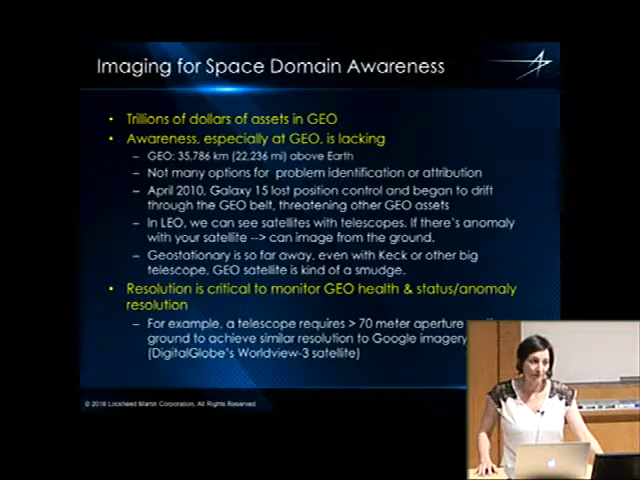 Imaging for Space Domain Awareness
• Trillions of dollars of assets in GEO
• Awareness, especially at GEO, is lacking
– GEO: 35,786 km (22,236 mi) above Earth
– Not many options for problem identification or attribution
– April 2010, Galaxy 15 lost position control and began to drift
through the GEO belt, threatening other GEO assets
– In LEO, we can see satellites with telescopes. If there's anomaly
with your satellite --> can image from the ground.
– Geostationary is so far away, even with Keck or other big
telescope, GEO satellite is kind of a smudge.
• Resolution is critical to monitor GEO health & status/anomaly
resolution
– For example, a telescope requires > 70 meter aperture
ground to achieve similar resolution to Google imagery
(DigitalGlobe's Worldview-3 satellite)
© 2016 Lockheed Martin Corporation, All Rights Reserved